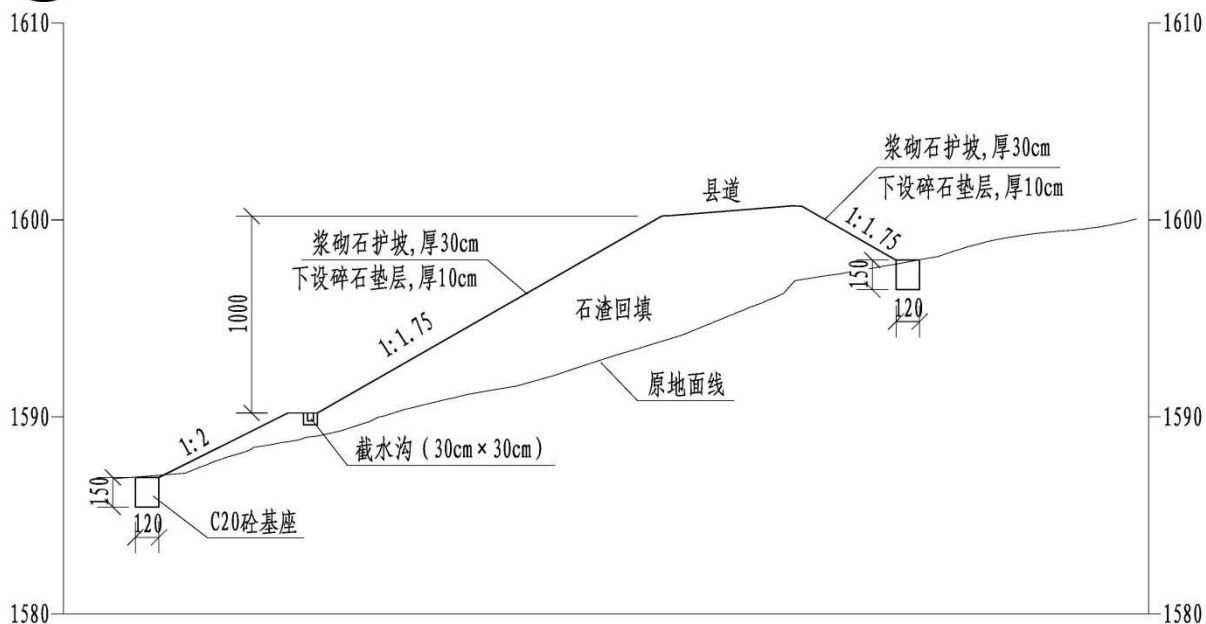 1610
1610
浆砌石护坡,厚30cm
下设碎石垫层,厚10cm
县道
1:1.75
1600
1600
浆砌石护坡,厚30cm
下设碎石垫层,厚10cm
150
120
1000
石渣回填
1:1.75
原地面线
1590
1590
1:2
截水沟（30cm×30cm）
150
120
C20砼基座
1580
1580